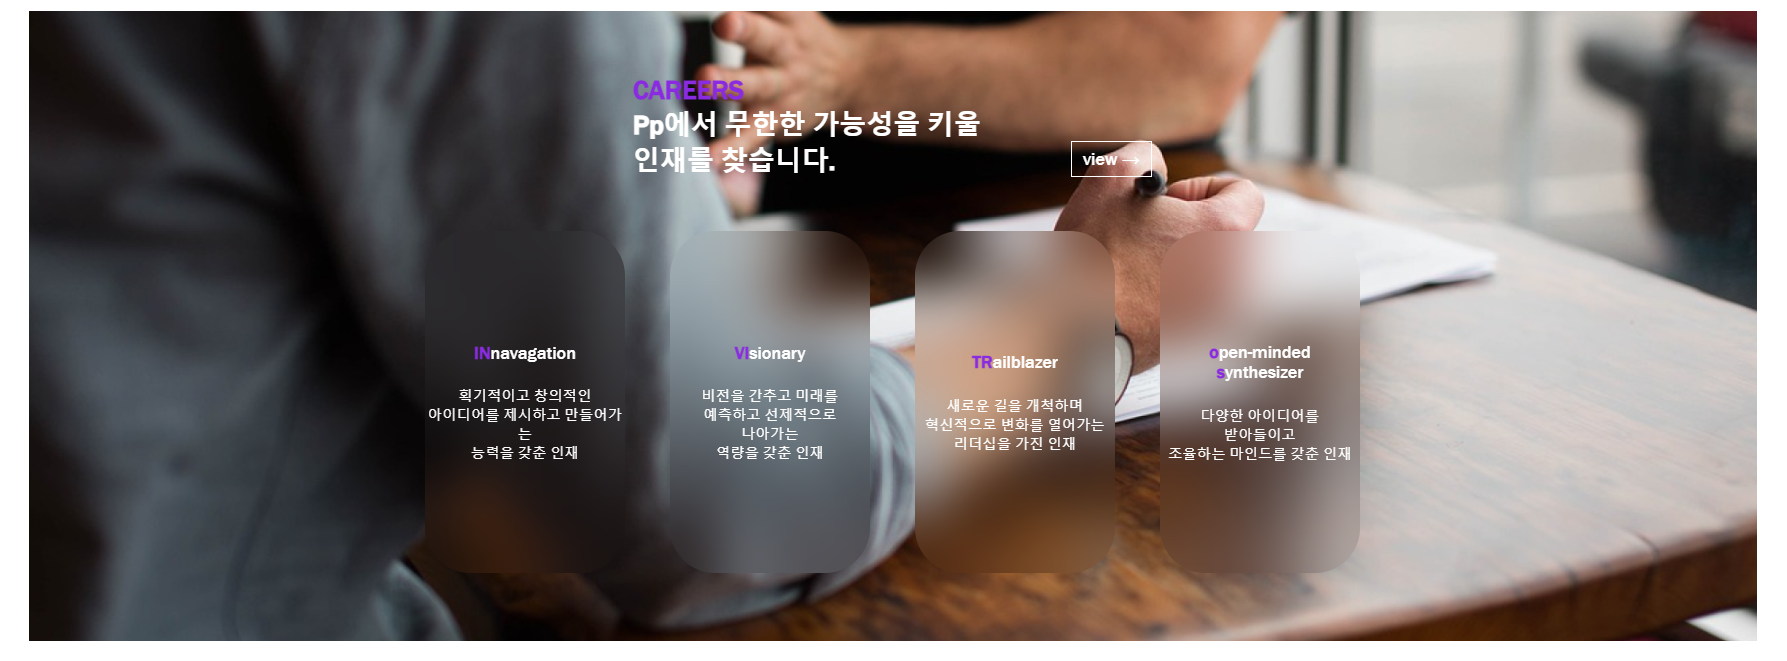 CAREERS
Pp에서 무한한 가능성을 키울
인재를 찾습니다.
view →
INnavagation
획기적이고 창의적인
아이디어를 제시하고 만들어가
는
능력을 갖춘 인재
VIsionary
비전을 갖추고 미래를
예측하고 선제적으로
나아가는
역량을 갖춘 인재
TRailblazer
새로운 길을 개척하며
혁신적으로 변화를 열어가는
리더십을 가진 인재
open-minded
synthesizer
다양한 아이디어를
받아들이고
조율하는 마인드를 갖춘 인재